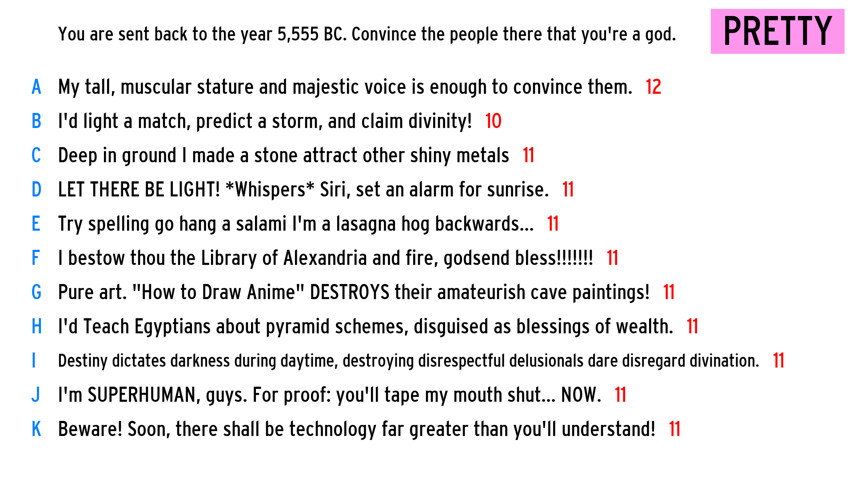 You are sent back to the year 5,555 BC. Convince the people there that you're a god.
PRETTY
A My tall, muscular stature and majestic voice is enough to convince them. 12
B I'd light a match, predict a storm, and claim divinity! 10
C Deep in ground I made a stone attract other shiny metals 11
D LET THERE BE LIGHT! *Whispers* Siri, set an alarm for sunrise. 11
E Try spelling go hang a salami I'm a lasagna hog backwards... 11
F I bestow thou the Library of Alexandria and fire, godsend bless!!!!!!! 11
G Pure art. "How to Draw Anime" DESTROYS their amateurish cave paintings! 11
H I'd Teach Egyptians about pyramid schemes, disguised as blessings of wealth. 11
I Destiny dictates darkness during daytime, destroying disrespectful delusionals dare disregard divination. 11
J I'm SUPERHUMAN, guys. For proof: you'll tape my mouth shut... NOW. 11
K Beware! Soon, there shall be technology far greater than you'll understand! 11